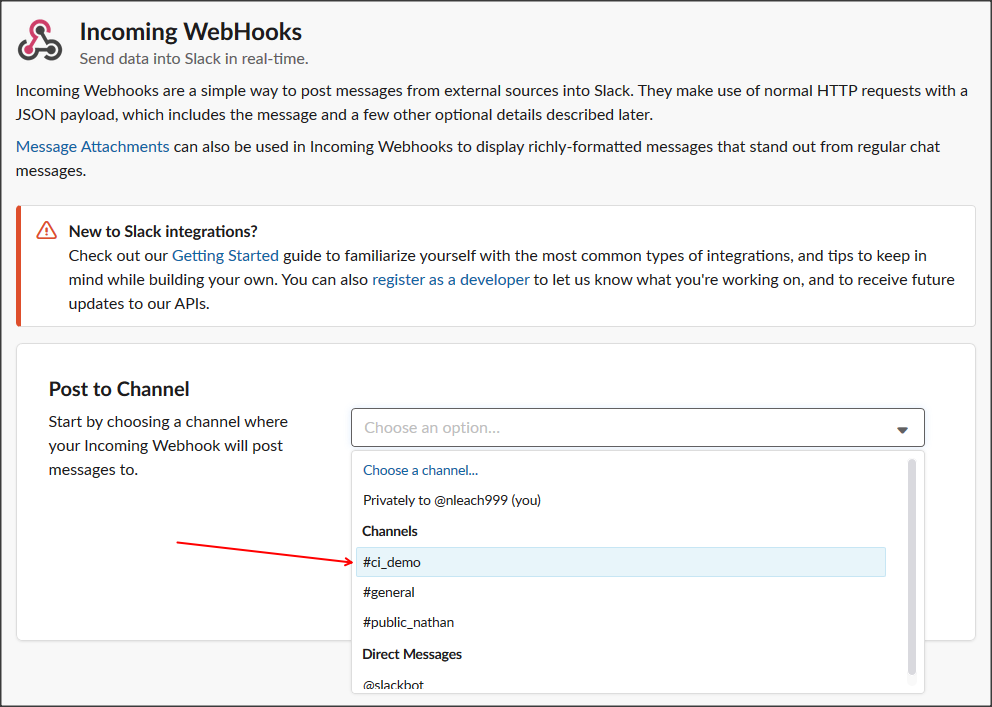 Incoming WebHooks
Send data into Slack in real-time.
Incoming Webhooks are a simple way to post messages from external sources into Slack. They make use of normal HTTP requests with a
JSON payload, which includes the message and a few other optional details described later.
Message Attachments can also be used in Incoming Webhooks to display richly-formatted messages that stand out from regular chat
messages.
New to Slack integrations?
Check out our Getting Started guide to familiarize yourself with the most common types of integrations, and tips to keep in
mind while building your own. You can also register as a developer to let us know what you're working on, and to receive future
updates to our APIs.
Post to Channel
Start by choosing a channel where
your Incoming Webhook will post
messages to.
Choose an option...
Choose a channel...
Privately to @nleach999 (you)
Channels
#ci_demo
#general
#public_nathan
Direct Messages
@slackbot